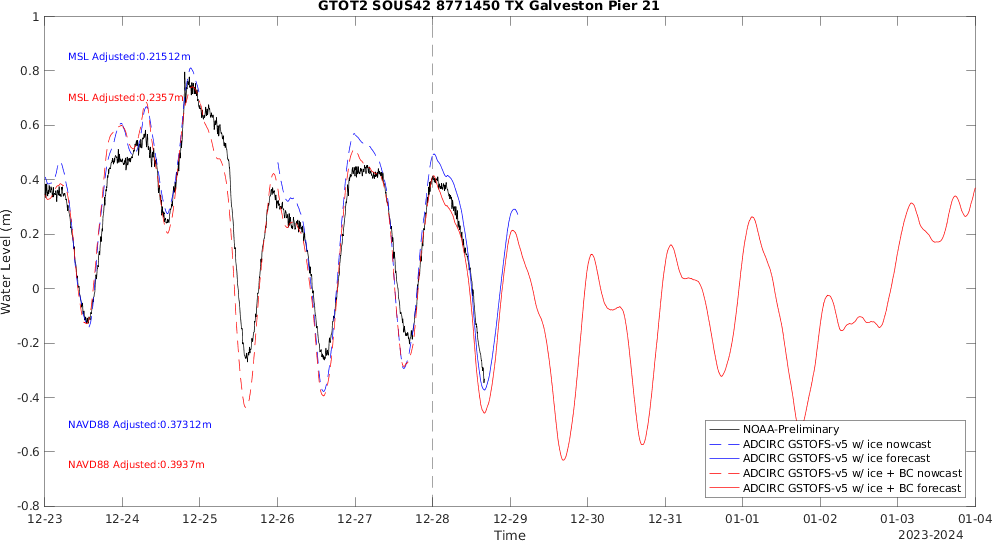 GTOT2 SOUS42 8771450 TX Galveston Pier 21
1
0.8
0.6
0.4
0.2
0
-0.2
-0.4
-0.6
-0.8
Water Level (m)
MSL Adjusted:0.21512m
MSL Adjusted:0.2357m
NAVD88 Adjusted:0.37312m
NAVD88 Adjusted:0.3937m
NOAA-Preliminary
ADCIRC GSTOFS-v5 w/ ice nowcast
ADCIRC GSTOFS-v5 w/ ice forecast
ADCIRC GSTOFS-v5 w/ ice + BC nowcast
ADCIRC GSTOFS-v5 w/ ice + BC forecast
12-23 12-24 12-25 12-26 12-27 12-28 12-29 12-30 12-31 01-01 01-02 01-03 01-04
Time
2023-2024